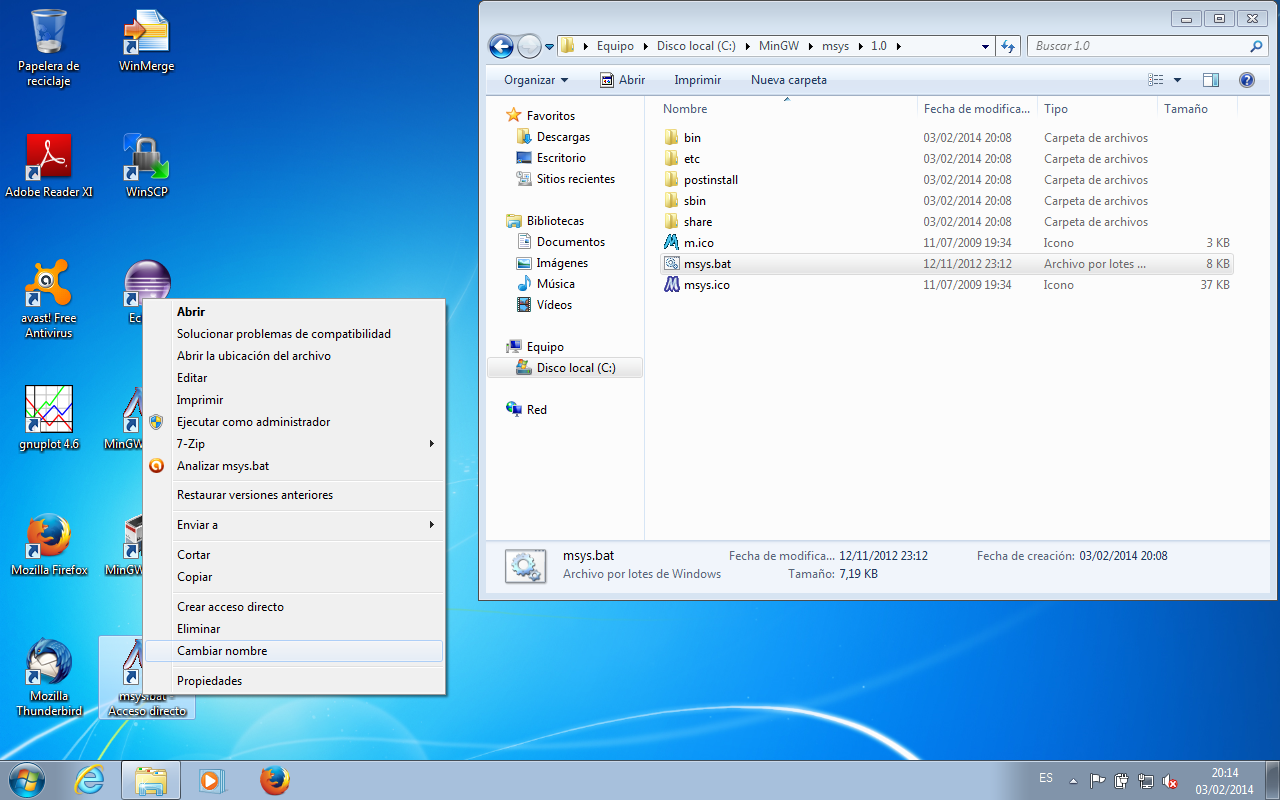 Papelera de
reciclaje
WinMerge
Adobe Reader XI
WinSCP
avast! Free
Antivirus
Ec
gnuplot 4.6
MinGW
Mozilla Firefox
MinGW
Mozilla
Thunderbird
msys.bat -
Acceso directo
Abrir
Solucionar problemas de compatibilidad
Abrir la ubicación del archivo
Editar
Imprimir
Ejecutar como administrador
7-Zip
Analizar msys.bat
Restaurar versiones anteriores
Enviar a
Cortar
Copiar
Crear acceso directo
Eliminar
Cambiar nombre
Propiedades
Equipo Disco local (C:) MinGW msys 1.0
Buscar 1.0
Organizar Abrir Imprimir Nueva carpeta
Favoritos
Descargas
Escritorio
Sitios recientes
Bibliotecas
Documentos
Imágenes
Música
Vídeos
Equipo
Disco local (C:)
Red
Nombre Fecha de modifica... Tipo Tamaño
bin 03/02/2014 20:08 Carpeta de archivos
etc 03/02/2014 20:08 Carpeta de archivos
postinstall 03/02/2014 20:08 Carpeta de archivos
sbin 03/02/2014 20:08 Carpeta de archivos
share 03/02/2014 20:08 Carpeta de archivos
m.ico 11/07/2009 19:34 Icono 3 KB
msys.bat 12/11/2012 23:12 Archivo por lotes ... 8 KB
msys.ico 11/07/2009 19:34 Icono 37 KB
msys.bat Fecha de modifica... 12/11/2012 23:12 Fecha de creación: 03/02/2014 20:08
Archivo por lotes de Windows Tamaño: 7,19 KB
ES
20:14
03/02/2014